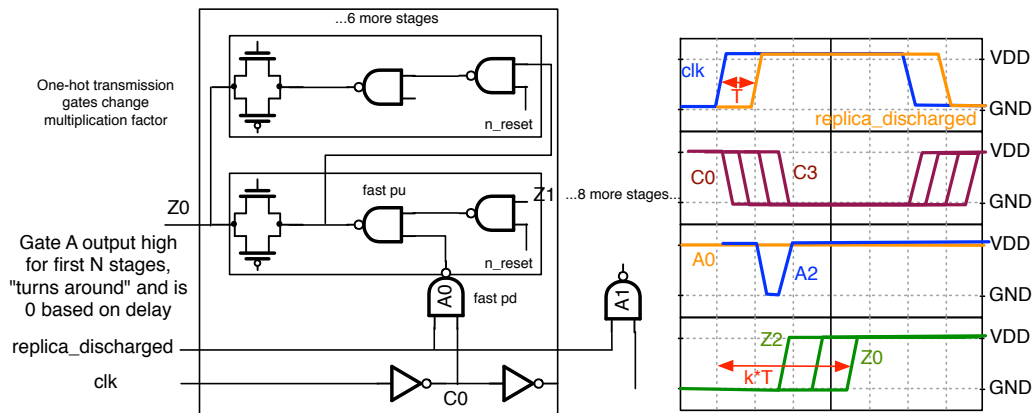 ...6 more stages
One-hot transmission
gates change
multiplication factor
n_reset
Z0
fast pu
Z1
...8 more stages...
Gate A output high
for first N stages,
"turns around" and is
0 based on delay
n_reset
A0
fast pd
A1
replica_discharged
clk
C0
clk
T
VDD
GND
replica_discharged
C0
C3
VDD
GND
A0
A2
VDD
GND
Z2
Z0
k*T
VDD
GND